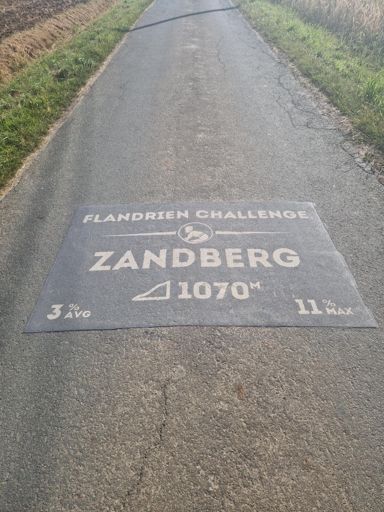 FLANDRIEN CHALLENGE
ZANDBERG
1070M
3% AVG
11% MAX